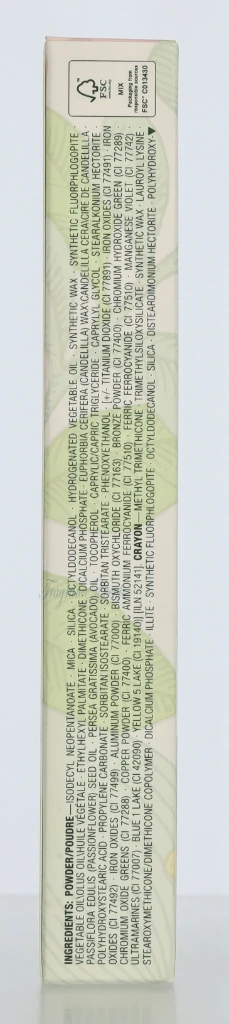 FSC
www.fsc.org
MIX
Packaging from
responsible sources
FSC™ C013430
INGREDIENTS: POWDER/POUDRE—ISODECYL NEOPENTANOATE · MICA · SILICA · OCTYLDODECANOL · HYDROGENATED VEGETABLE OIL · SYNTHETIC WAX · SYNTHETIC FLUORPHLOGOPITE ·
VEGETABLE OIL\OLUS OIL\HUILE VÉGÉTALE · ETHYLHEXYL PALMITATE · DIMETHICONE · DICALCIUM PHOSPHATE · EUPHORBIA CERIFERA (CANDELILLA) WAX\CANDELILLA CERA\CIRE DE CANDELILLA ·
PASSIFLORA EDULIS (PASSIONFLOWER) SEED OIL · PERSEA GRATISSIMA (AVOCADO) OIL · TOCOPHEROL · CAPRYLIC/CAPRIC TRIGLYCERIDE · CAPRYLYL GLYCOL · STEARALKONIUM HECTORITE ·
POLYHYDROXYSTEARIC ACID · PROPYLENE CARBONATE · SORBITAN ISOSTEARATE · SORBITAN TRISTEARATE · PHENOXYETHANOL · [+/- TITANIUM DIOXIDE (CI 77891) · IRON OXIDES (CI 77491) · IRON
OXIDES (CI 77492) · IRON OXIDES (CI 77499) · ALUMINUM POWDER (CI 77000) · BISMUTH OXYCHLORIDE (CI 77163) · BRONZE POWDER (CI 77400) · CHROMIUM HYDROXIDE GREEN (CI 77289) ·
CHROMIUM OXIDE GREENS (CI 77288) · COPPER POWDER (CI 77400) · FERRIC AMMONIUM FERROCYANIDE (CI 77510) · FERRIC FERROCYANIDE (CI 77510) · MANGANESE VIOLET (CI 77742) ·
ULTRAMARINES (CI 77007) · BLUE 1 LAKE (CI 42090) · YELLOW 5 LAKE (CI 19140)] [ILN 52141]. CRAYON—METHYL TRIMETHICONE · TRIMETHYLSILOXYSILICATE · SYNTHETIC WAX · LAUROYL LYSINE ·
STEAROXYMETHICONE/DIMETHICONE COPOLYMER · DICALCIUM PHOSPHATE · ILLITE · SYNTHETIC FLUORPHLOGOPITE · OCTYLDODECANOL · SILICA · DISTEARDIMONIUM HECTORITE · POLYHYDROXY-▼